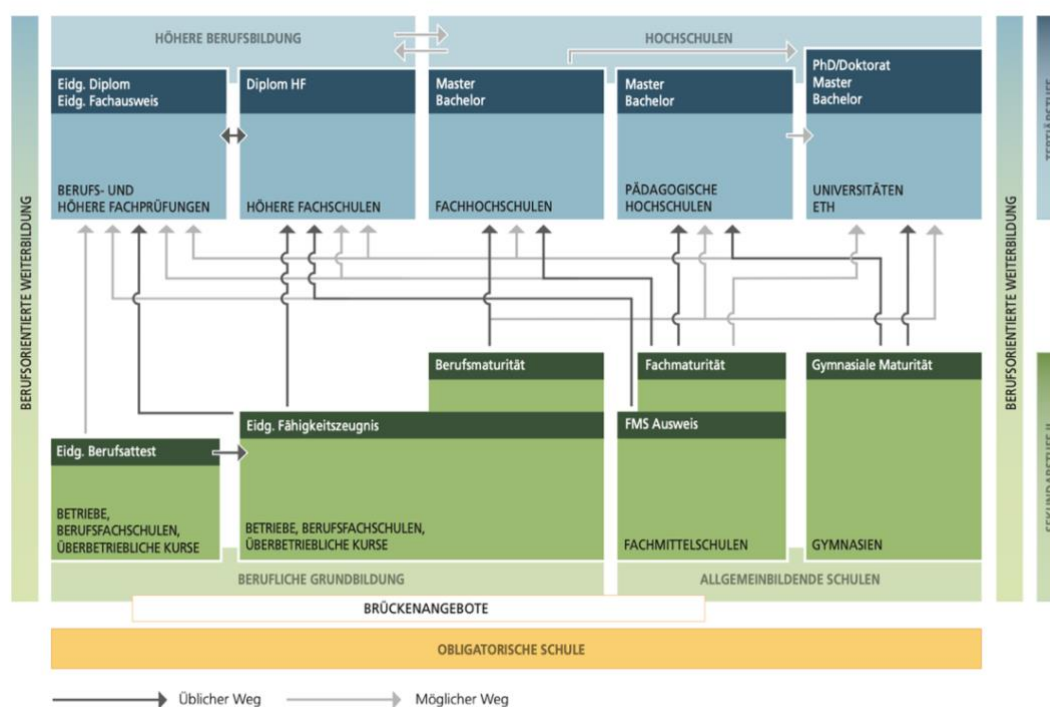 HÖHERE BERUFSBILDUNG
HOCHSCHULEN
Eidg. Diplom
Eidg. Fachausweis
BERUFS- UND
HÖHERE FACHPRÜFUNGEN
Diplom HF
HÖHERE FACHSCHULEN
Master
Bachelor
FACHHOCHSCHULEN
Master
Bachelor
PÄDAGOGISCHE
HOCHSCHULEN
PhD/Doktorat
Master
Bachelor
UNIVERSITÄTEN
ETH
BERUFSORIENTIERTE WEITERBILDUNG
BERUFSORIENTIERTE WEITERBILDUNG
Berufsmaturität
Fachmaturität
Gymnasiale Maturität
Eidg. Fähigkeitszeugnis
FMS Ausweis
Eidg. Berufsattest
BETRIEBE,
BERUFSFACHSCHULEN,
ÜBERBETRIEBLICHE KURSE
BETRIEBE, BERUFSFACHSCHULEN,
ÜBERBETRIEBLICHE KURSE
FACHMITTELSCHULEN
GYMNASIEN
BERUFLICHE GRUNDBILDUNG
ALLGEMEINBILDENDE SCHULEN
BRÜCKENANGEBOTE
OBLIGATORISCHE SCHULE
Üblicher Weg
Möglicher Weg